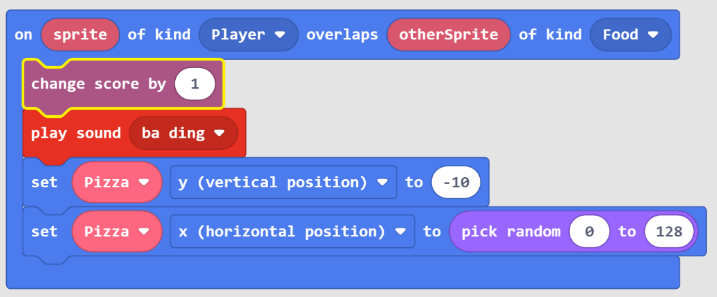 on sprite of kind Player overlaps otherSprite of kind Food
change score by 1
play sound ba ding
set Pizza y (vertical position) to -10
set Pizza x (horizontal position) to pick random 0 to 128